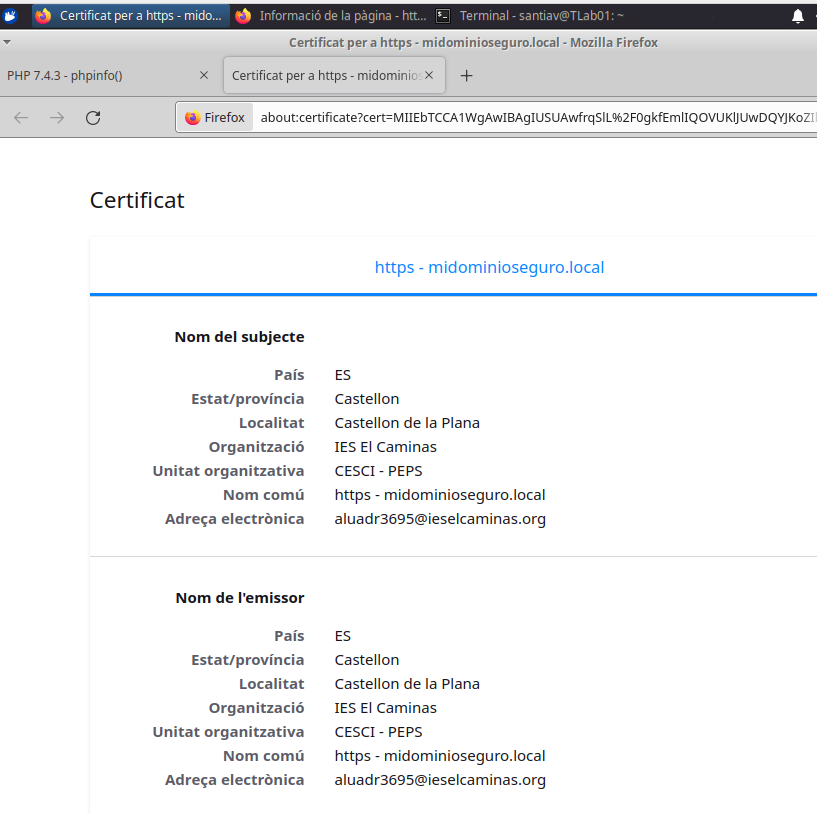 Certificat per a https - mido...
Informació de la pàgina - htt...
Terminal - santiav@TLab01: ~
Certificat per a https - midominioseguro.local - Mozilla Firefox
PHP 7.4.3 - phpinfo()
Certificat per a https - midominios
Firefox
Certificat
https - midominioseguro.local
Nom del subjecte
País ES
Estat/província Castellon
Localitat Castellon de la Plana
Organització IES El Caminas
Unitat organitzativa CESCI - PEPS
Nom comú https - midominioseguro.local
Adreça electrònica aluadr3695@ieselcaminas.org
Nom de l'emissor
País ES
Estat/província Castellon
Localitat Castellon de la Plana
Organització IES El Caminas
Unitat organitzativa CESCI - PEPS
Nom comú https - midominioseguro.local
Adreça electrònica aluadr3695@ieselcaminas.org